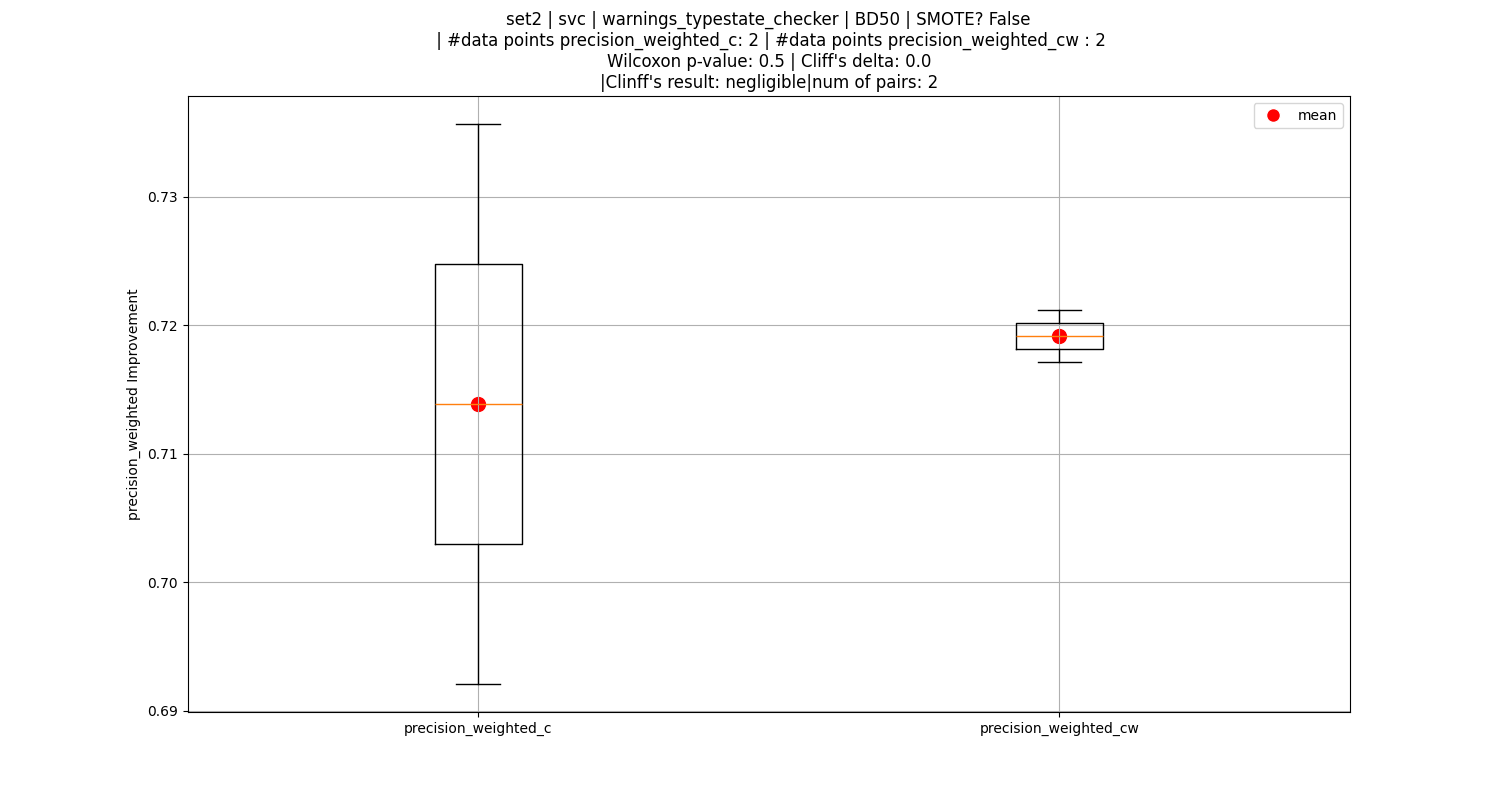 set2 | svc | warnings_typestate_checker | BD50 | SMOTE? False
| #data points precision_weighted_c: 2 | #data points precision_weighted_cw : 2
Wilcoxon p-value: 0.5 | Cliff's delta: 0.0
|Clinff's result: negligible|num of pairs: 2
mean
0.73
0.72
0.71
0.70
0.69
precision_weighted Improvement
precision_weighted_c
precision_weighted_cw